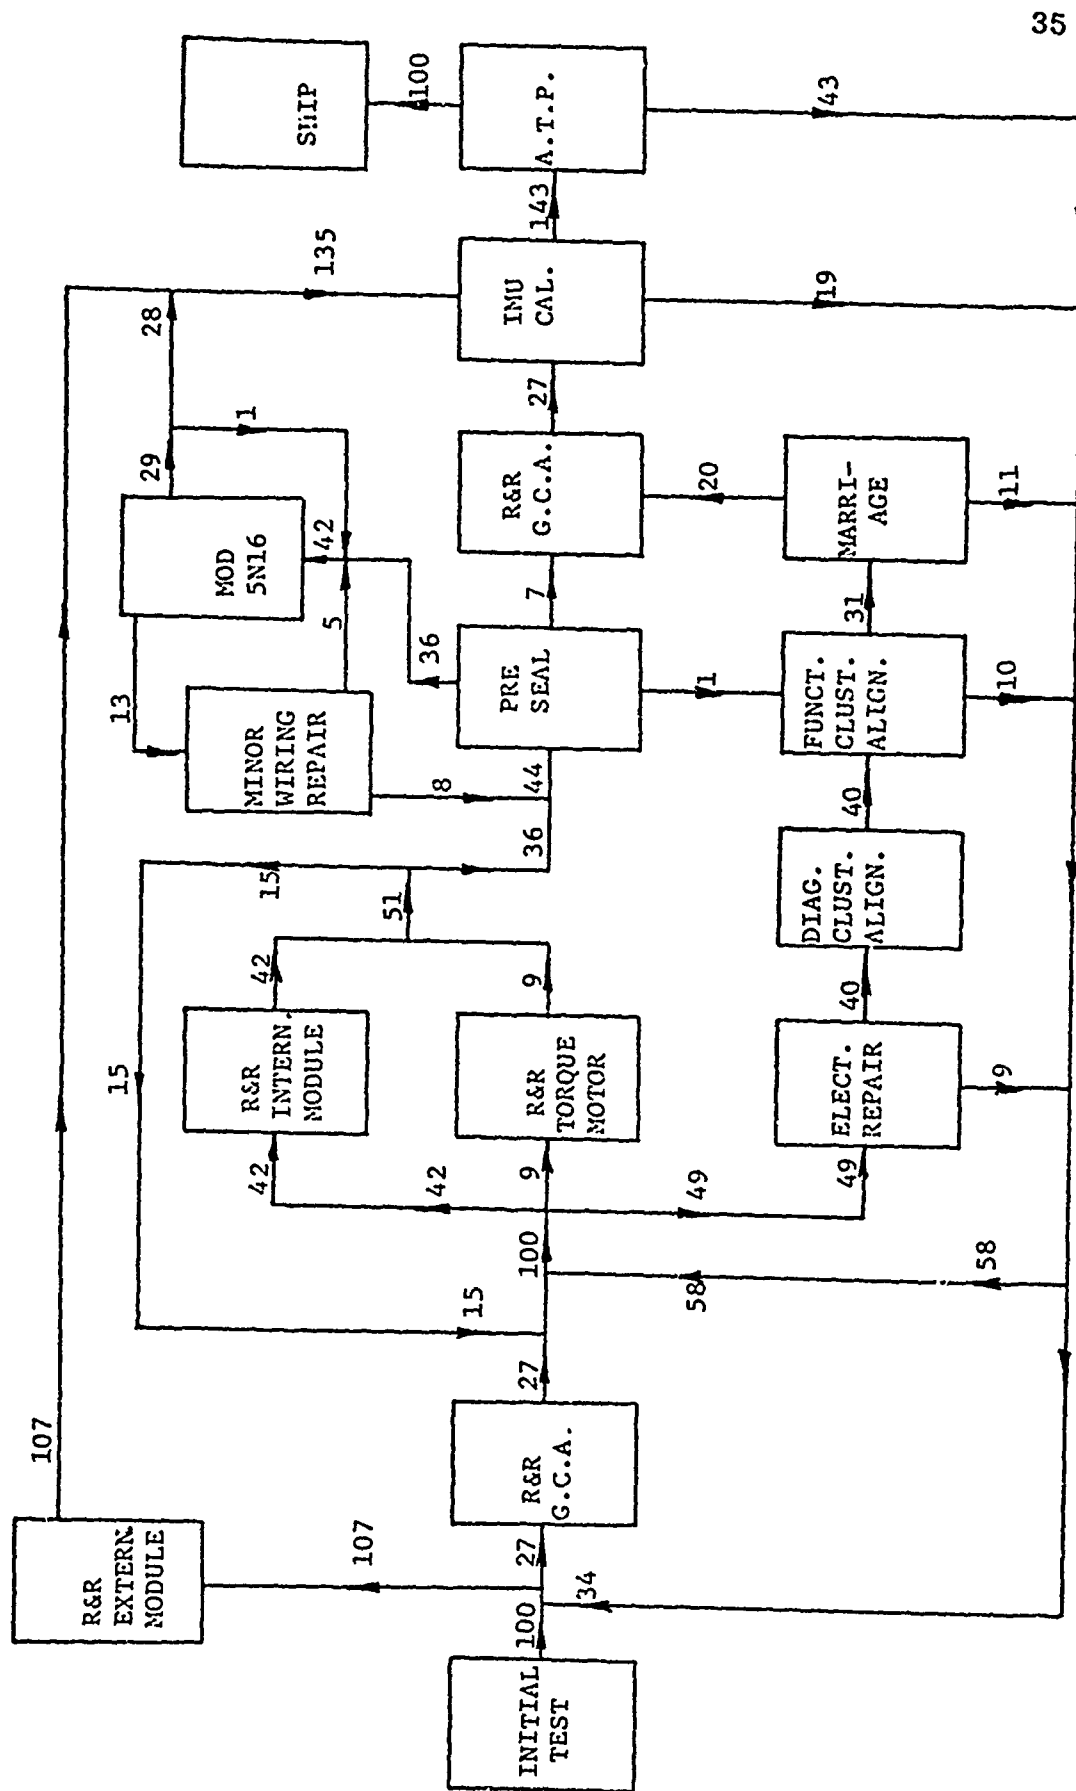 35
SHIP
100
A.T.P.
43
143
135
IMU
CAL.
19
28
29
1
27
MOD
5N16
42
R&R
G.C.A.
20
MARRI-
AGE
11
13
5
7
31
36
MINOR
WIRING
REPAIR
PRE
SEAL
1
FUNCT.
CLUST.
ALIGN.
10
8
44
36
40
15
51
DIAG.
CLUST.
ALIGN.
42
9
40
15
R&R
INTERN.
MODULE
R&R
TORQUE
MOTOR
ELECT.
REPAIR
9
42
42
9
49
49
100
58
58
15
27
107
R&R
G.C.A.
R&R
EXTERN.
MODULE
107
27
34
100
INITIAL
TEST